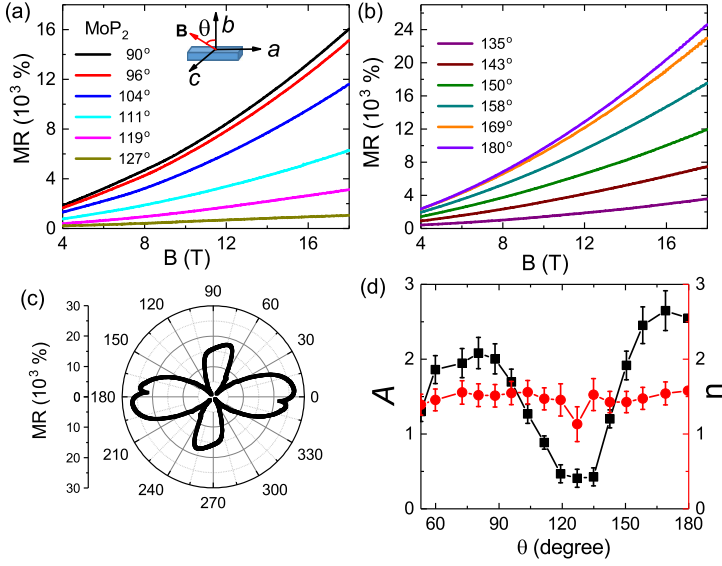 (a)
MoP2
90°
96°
104°
111°
119°
127°
B θ b
a
c
MR (10^3 %)
16
12
8
4
0
4 8 12 16
B (T)
(b)
135°
143°
150°
158°
169°
180°
MR (10^3 %)
24
20
16
12
8
4
0
4 8 12 16
B (T)
(c)
MR (10^3 %)
30
20
10
0
10
20
30
90
120 60
150 30
180 0
210 330
240 300
270
(d)
A
3
2
1
0
n
3
2
1
0
60 90 120 150 180
θ (degree)